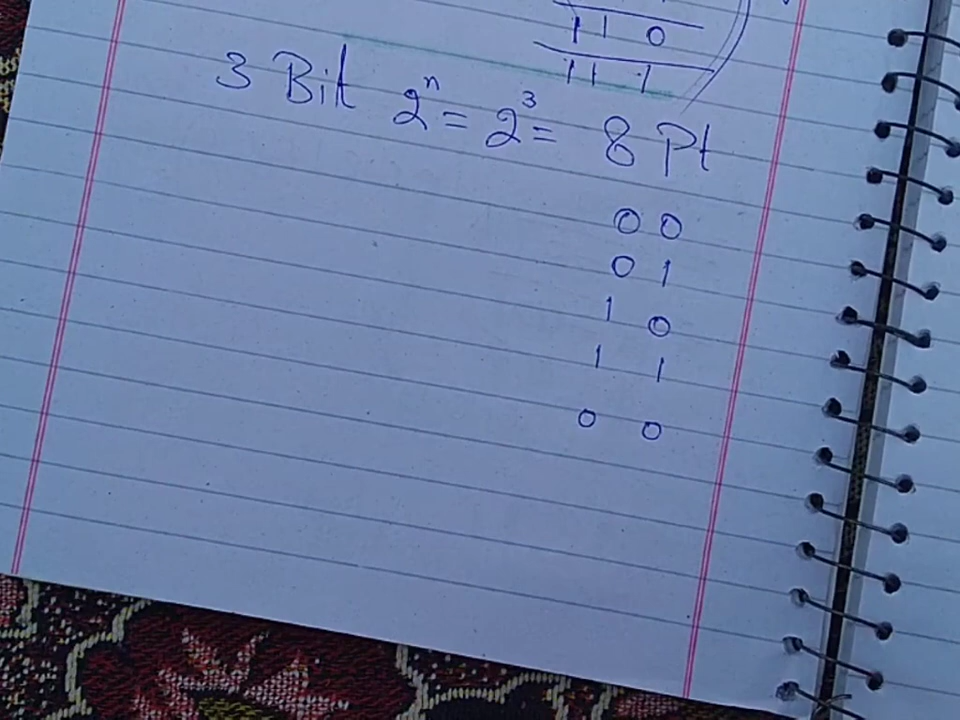 1 1 0
1 1 1
3 Bit 2ⁿ = 2³ = 8 Pt
0 0
0 1
1 0
1 1
0 0